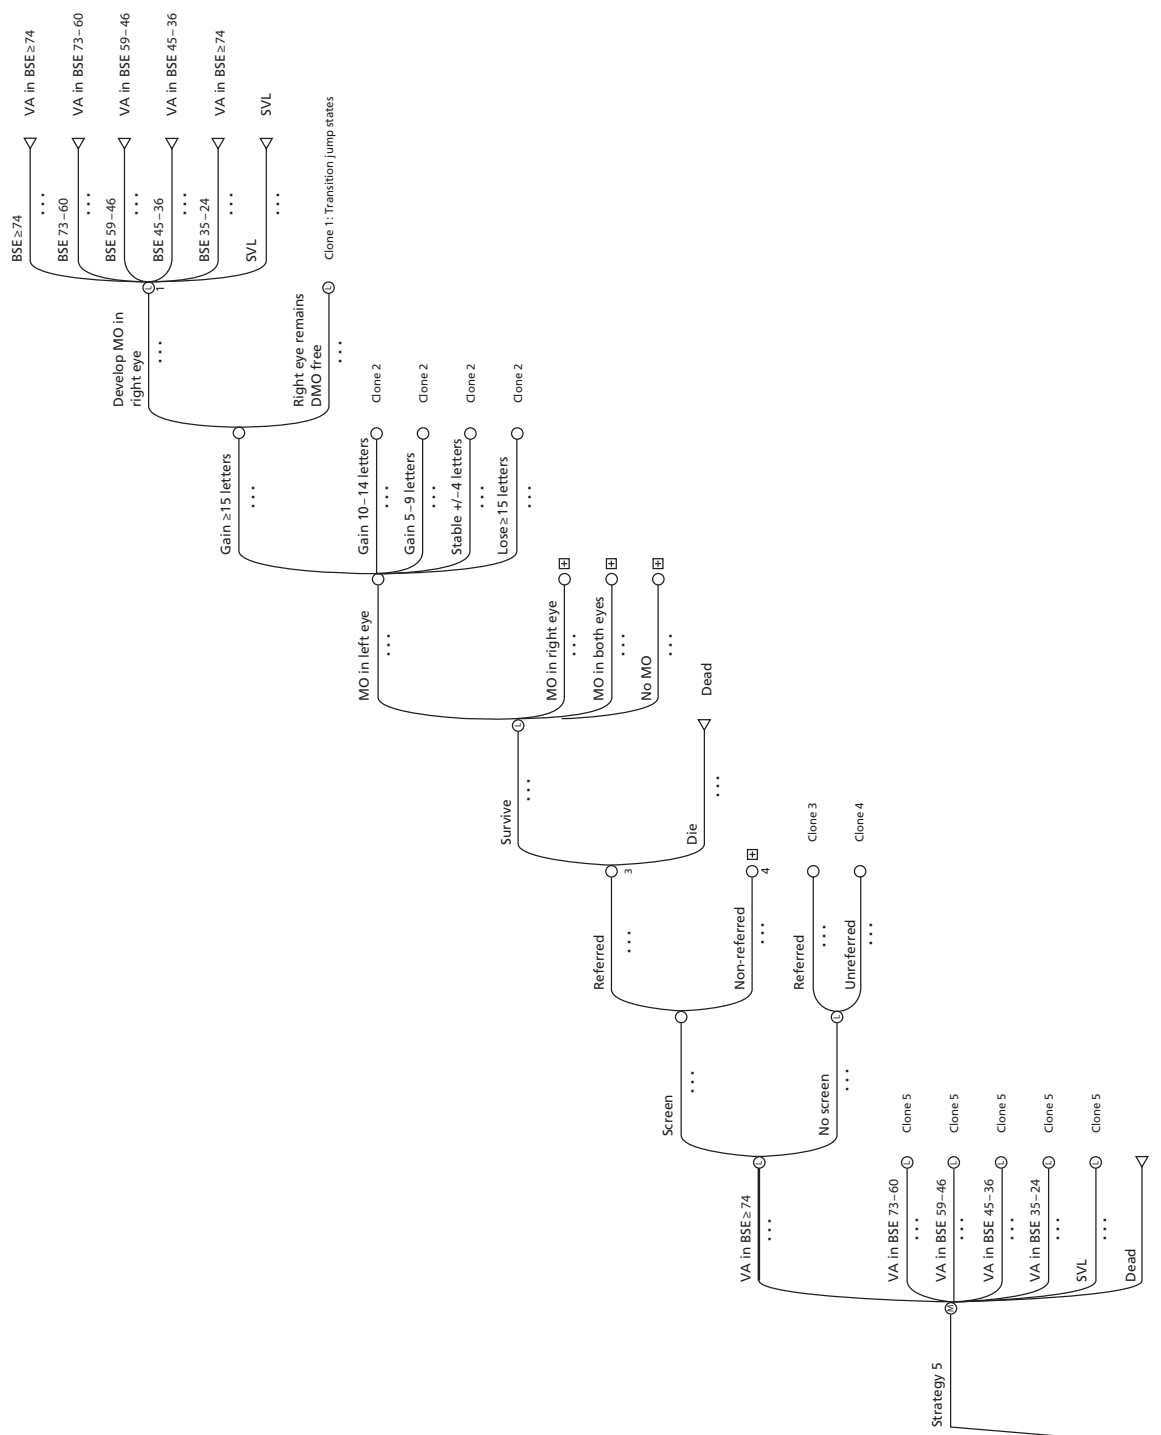 Strategy 5
M
VA in BSE ≥ 74
...
L
VA in BSE 73–60
...
L
Clone 5
VA in BSE 59–46
...
L
Clone 5
VA in BSE 45–36
...
L
Clone 5
VA in BSE 35–24
...
L
Clone 5
SVL
...
L
Clone 5
Dead
Screen
...
No screen
...
L
Referred
...
3
Non-referred
...
4
+
Referred
...
Clone 3
Unreferred
...
Clone 4
Survive
...
L
Die
...
Dead
MO in left eye
...
MO in right eye
...
+
MO in both eyes
...
+
No MO
...
+
Gain ≥15 letters
...
Gain 10–14 letters
...
Clone 2
Gain 5–9 letters
...
Clone 2
Stable +/−4 letters
...
Clone 2
Lose≥15 letters
...
Clone 2
Develop MO in
right eye
...
L
1
Right eye remains
DMO free
...
L
Clone 1: Transition jump states
BSE≥74
...
VA in BSE≥74
BSE 73–60
...
VA in BSE 73–60
BSE 59–46
...
VA in BSE 59–46
BSE 45–36
...
VA in BSE 45–36
BSE 35–24
...
VA in BSE≥74
SVL
...
SVL